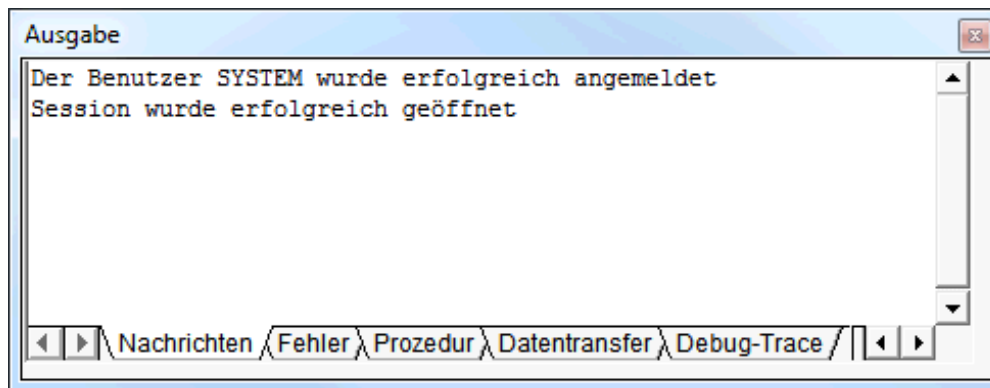 Ausgabe
Der Benutzer SYSTEM wurde erfolgreich angemeldet
Session wurde erfolgreich geöffnet
Nachrichten Fehler Prozedur Datentransfer Debug-Trace